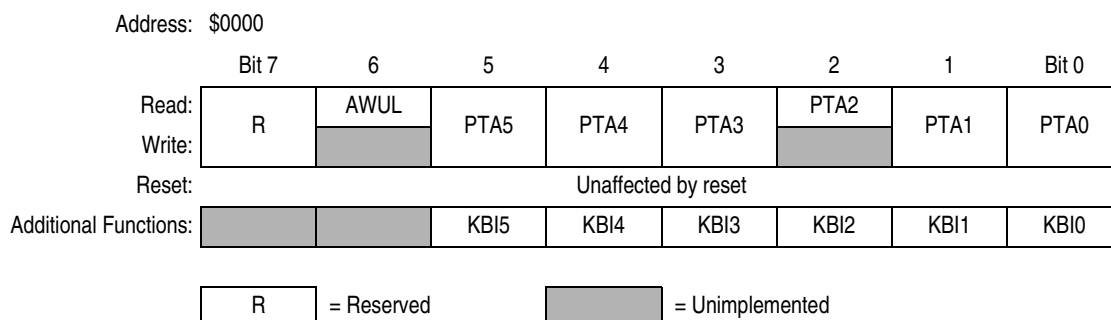 Address: $0000
Bit 7 6 5 4 3 2 1 Bit 0
Read: R AWUL PTA5 PTA4 PTA3 PTA2 PTA1 PTA0
Write:
Reset: Unaffected by reset
Additional Functions: KBI5 KBI4 KBI3 KBI2 KBI1 KBI0
R = Reserved = Unimplemented